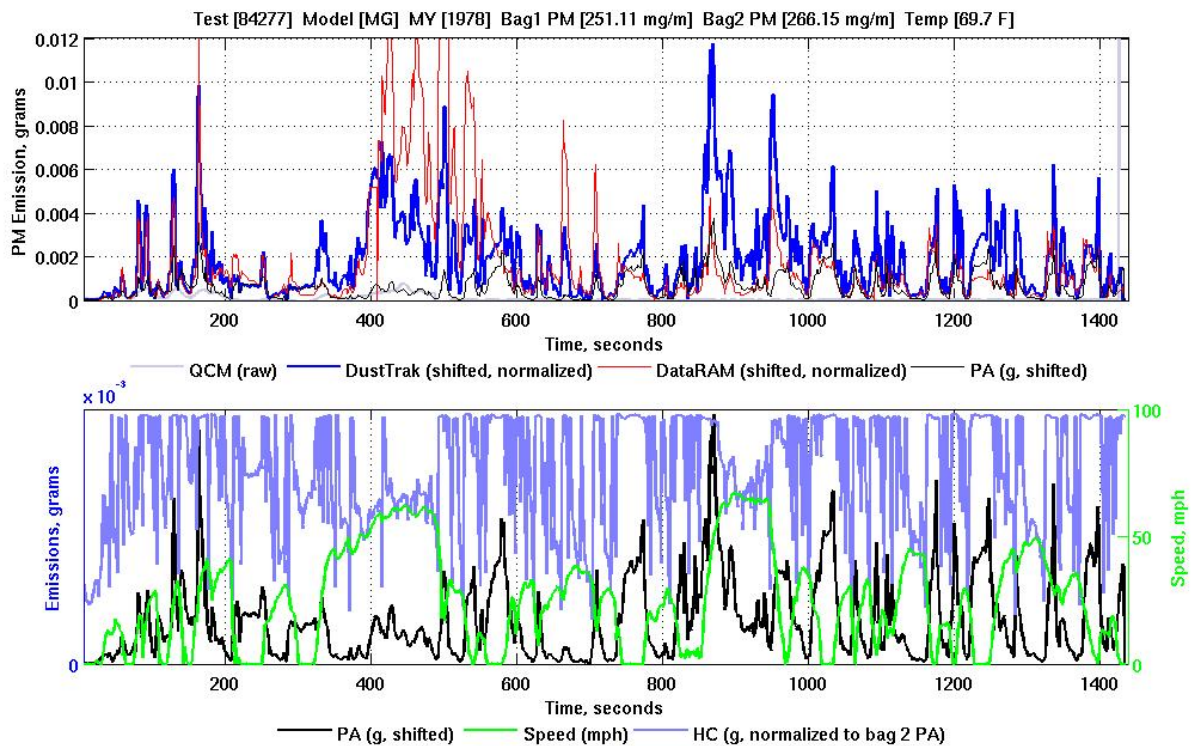 Test [84277] Model [MG] MY [1978] Bag1 PM [251.11 mg/m] Bag2 PM [266.15 mg/m] Temp [69.7 F]
0.012
0.01
0.008
0.006
0.004
0.002
0
PM Emission, grams
200 400 600 800 1000 1200 1400
Time, seconds
QCM (raw) DustTrak (shifted, normalized) DataRAM (shifted, normalized) PA (g, shifted)
x 10⁻³
100
50
0
Emissions, grams
0
Speed, mph
200 400 600 800 1000 1200 1400
Time, seconds
PA (g, shifted) Speed (mph) HC (g, normalized to bag 2 PA)